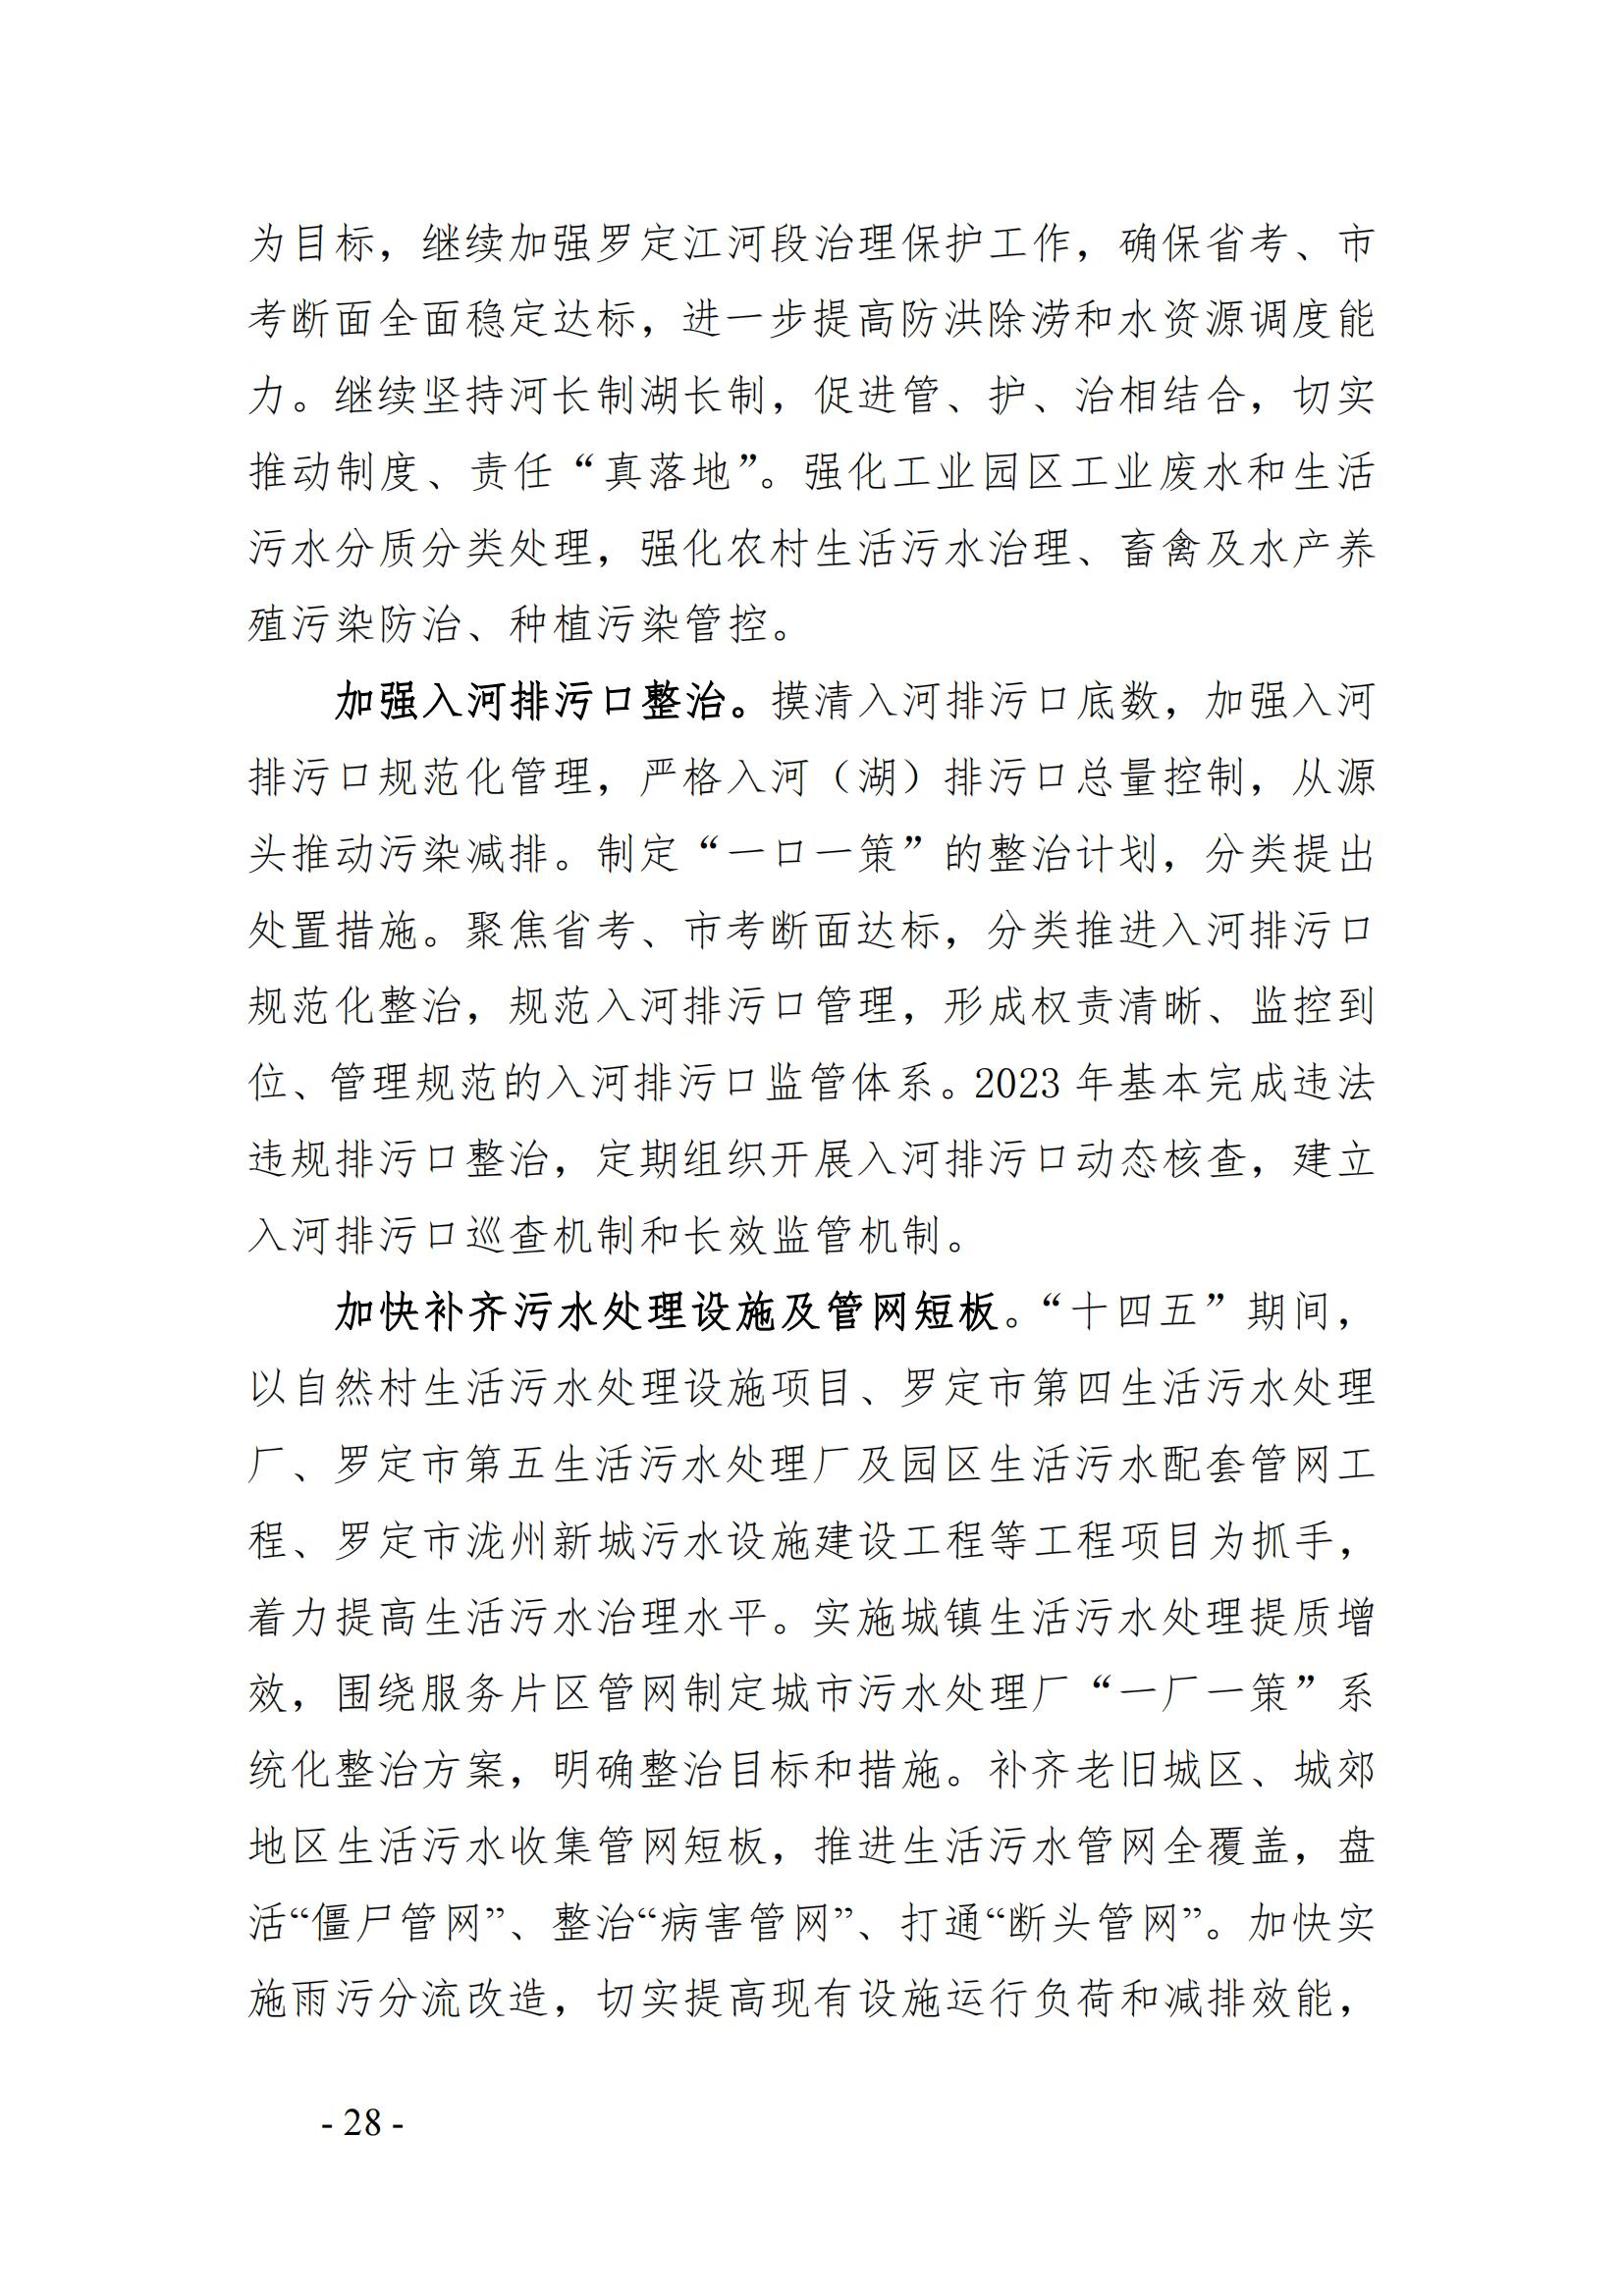 为目标，继续加强罗定江河段治理保护工作，确保省考、市
考断面全面稳定达标，进一步提高防洪除涝和水资源调度能
力。继续坚持河长制湖长制，促进管、护、治相结合，切实
推动制度、责任“真落地”。强化工业园区工业废水和生活
污水分质分类处理，强化农村生活污水治理、畜禽及水产养
殖污染防治、种植污染管控。
加强入河排污口整治。摸清入河排污口底数，加强入河
排污口规范化管理，严格入河（湖）排污口总量控制，从源
头推动污染减排。制定“一口一策”的整治计划，分类提出
处置措施。聚焦省考、市考断面达标，分类推进入河排污口
规范化整治，规范入河排污口管理，形成权责清晰、监控到
位、管理规范的入河排污口监管体系。2023 年基本完成违法
违规排污口整治，定期组织开展入河排污口动态核查，建立
入河排污口巡查机制和长效监管机制。
加快补齐污水处理设施及管网短板。“十四五”期间，
以自然村生活污水处理设施项目、罗定市第四生活污水处理
厂、罗定市第五生活污水处理厂及园区生活污水配套管网工
程、罗定市泷州新城污水设施建设工程等工程项目为抓手，
着力提高生活污水治理水平。实施城镇生活污水处理提质增
效，围绕服务片区管网制定城市污水处理厂“一厂一策”系
统化整治方案，明确整治目标和措施。补齐老旧城区、城郊
地区生活污水收集管网短板，推进生活污水管网全覆盖，盘
活“僵尸管网”、整治“病害管网”、打通“断头管网”。加快实
施雨污分流改造，切实提高现有设施运行负荷和减排效能，
- 28 -